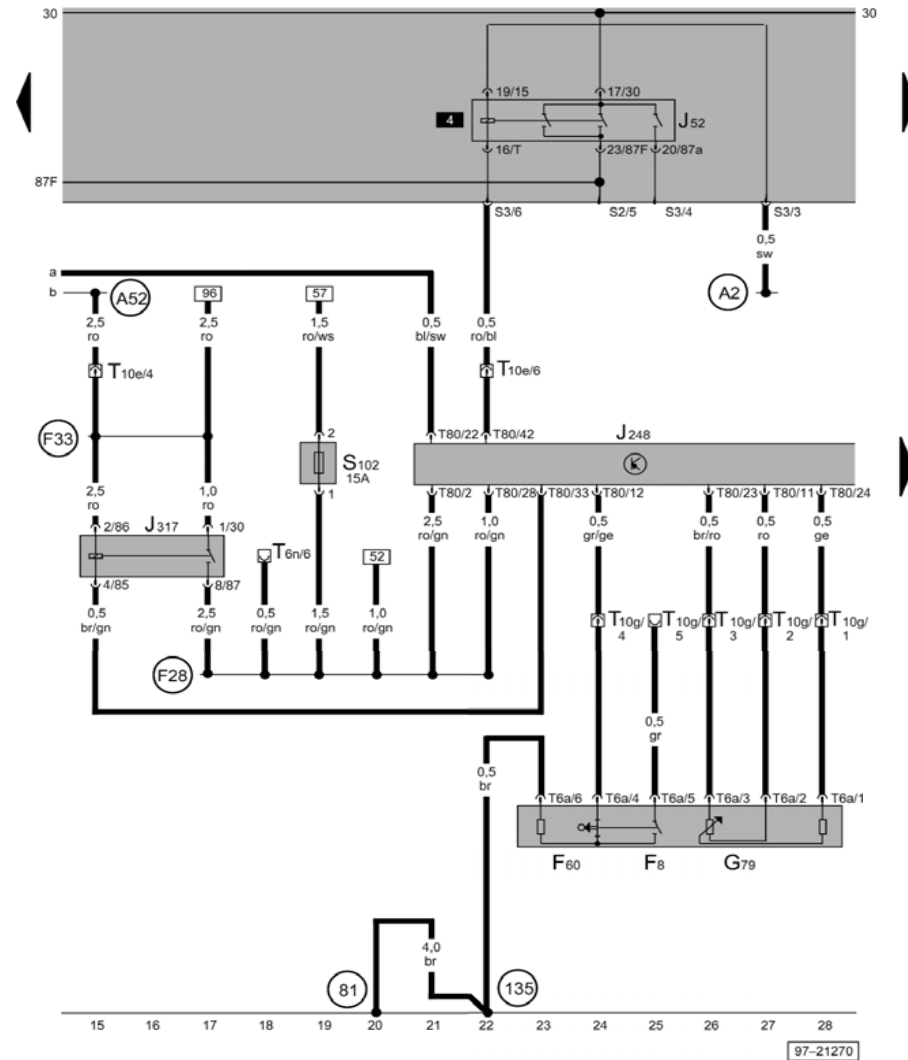 30 30
19/15 17/30
4 J52
16/T 23/87F 20/87a
87F
S3/6 S2/5 S3/4 S3/3
0,5
sw
a
b A52 96 57 A2
2,5 2,5 1,5 0,5 0,5
ro ro ro/ws bl/sw ro/bl
T10e/4 T10e/6
F33 2 T80/22 T80/42 J248
S102
15A
2,5 1,0 1 T80/2 T80/28 T80/33 T80/12 T80/23 T80/11 T80/24
ro ro
2,5 1,0 0,5 0,5 0,5 0,5
ro/gn ro/gn gr/ge br/ro ro ge
2/86 J317 1/30
T6n/6 52
4/85 8/87
0,5 2,5 0,5 1,5 1,0
br/gn ro/gn ro/gn ro/gn ro/gn
T10g/ T10g/ T10g/ T10g/ T10g/
4 5 3 2 1
F28
0,5
gr
0,5
br
T6a/6 T6a/4 T6a/5 T6a/3 T6a/2 T6a/1
F60 F8 G79
4,0
br
81 135
15 16 17 18 19 20 21 22 23 24 25 26 27 28
97–21270